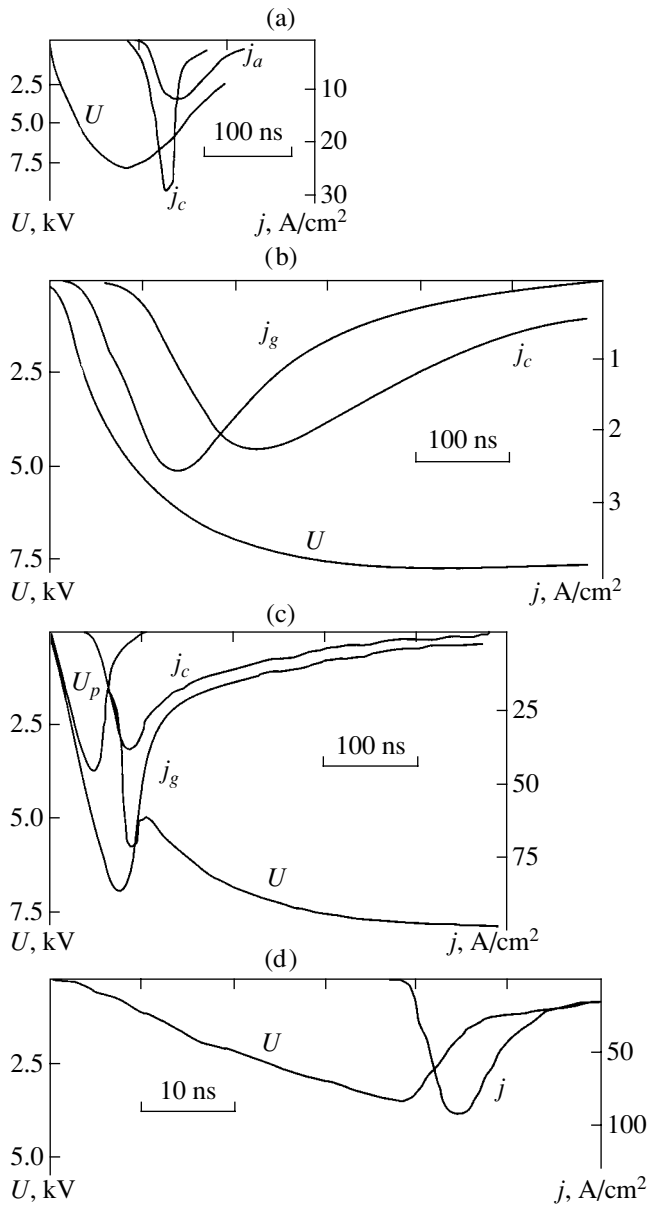 (a)
2.5
5.0
7.5
U, kV
U
j_a
j_c
100 ns
10
20
30
j, A/cm²
(b)
2.5
5.0
7.5
U, kV
j_g
j_c
U
100 ns
1
2
3
j, A/cm²
(c)
2.5
5.0
7.5
U, kV
U_p
j_c
j_g
U
100 ns
25
50
75
j, A/cm²
(d)
2.5
5.0
U, kV
U
j
10 ns
50
100
j, A/cm²